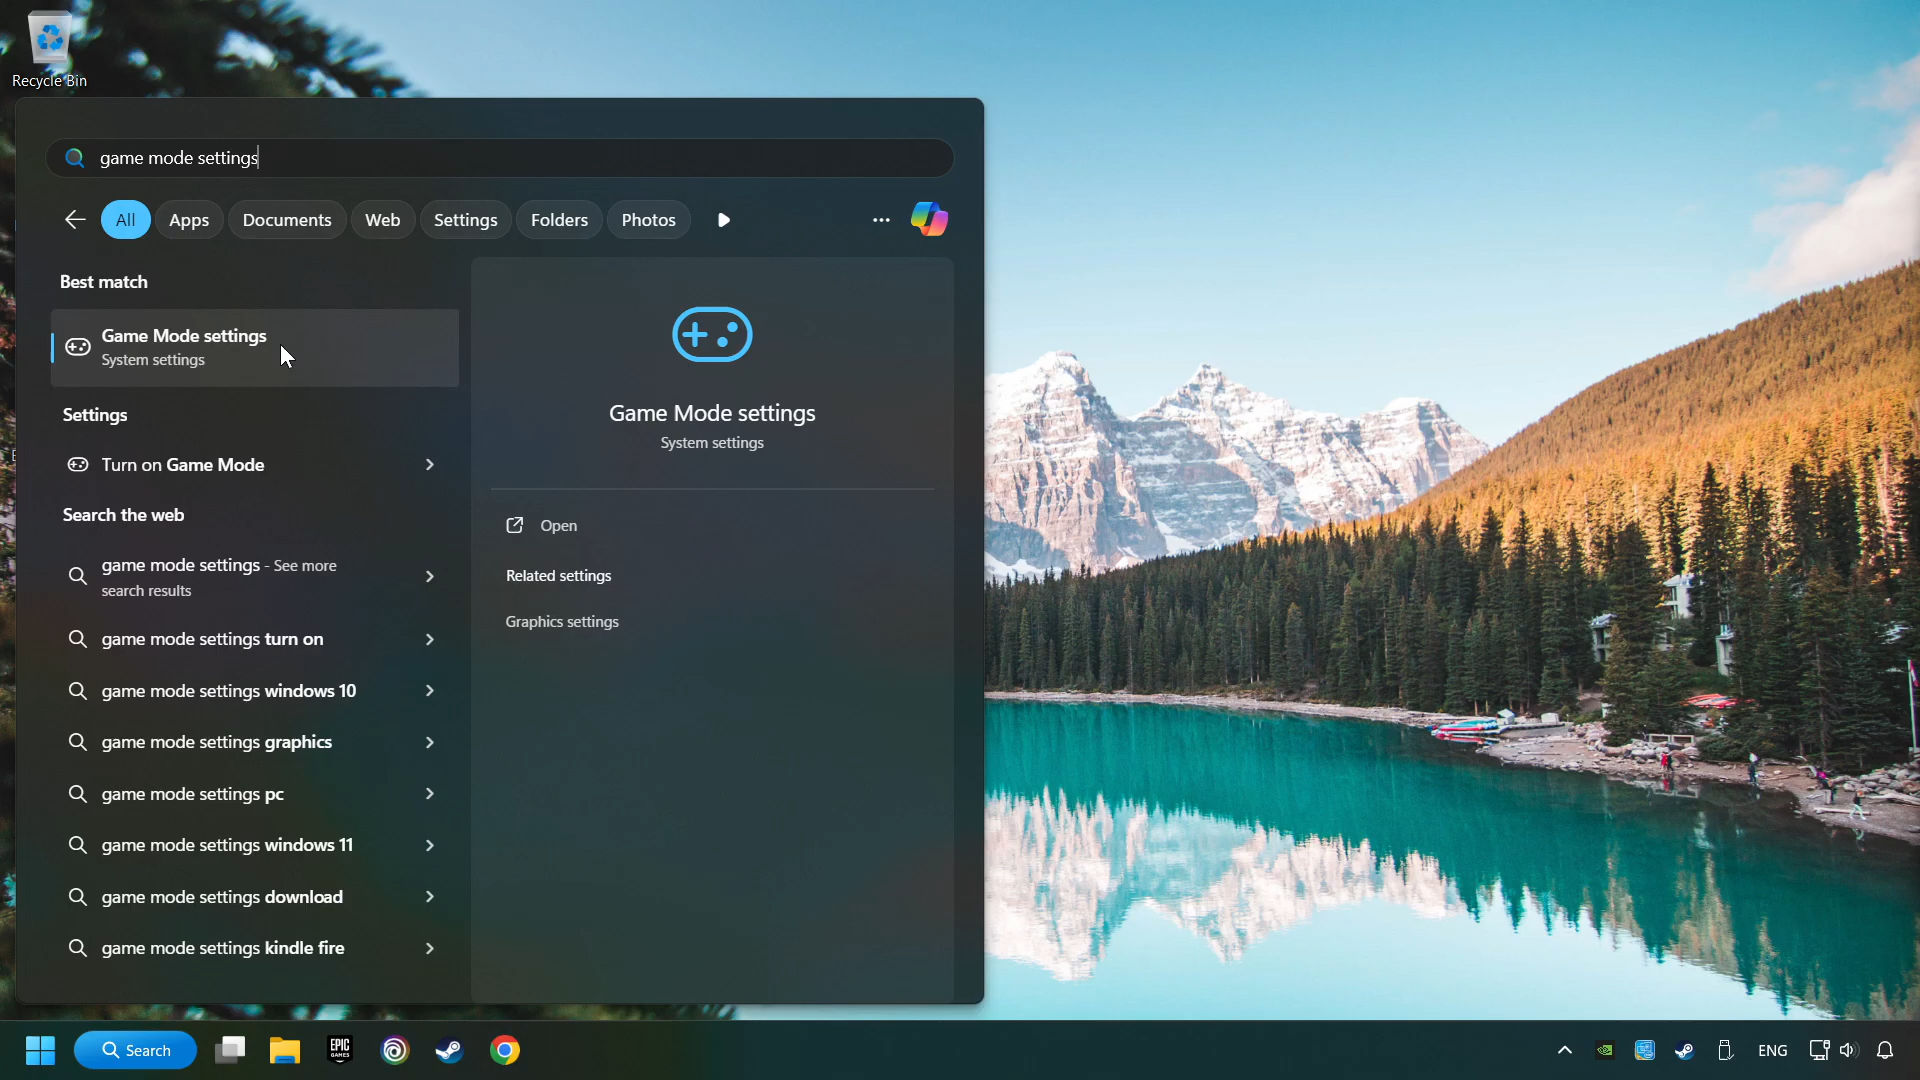 Recycle Bin
game mode settings
All
Apps
Documents
Web
Settings
Folders
Photos
Best match
Game Mode settings
System settings
Settings
Turn on Game Mode
Search the web
game mode settings - See more
search results
game mode settings turn on
game mode settings windows 10
game mode settings graphics
game mode settings pc
game mode settings windows 11
game mode settings download
game mode settings kindle fire
Game Mode settings
System settings
Open
Related settings
Graphics settings
Search
EPIC
GAMES
ENG